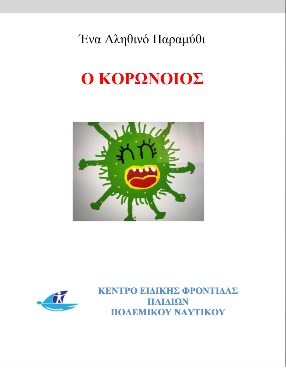 Ένα Αληθινό Παραμύθι
Ο ΚΟΡΩΝΟΙΟΣ
ΚΕΝΤΡΟ ΕΙΔΙΚΗΣ ΦΡΟΝΤΙΔΑΣ
ΠΑΙΔΙΩΝ
ΠΟΛΕΜΙΚΟΥ ΝΑΥΤΙΚΟΥ